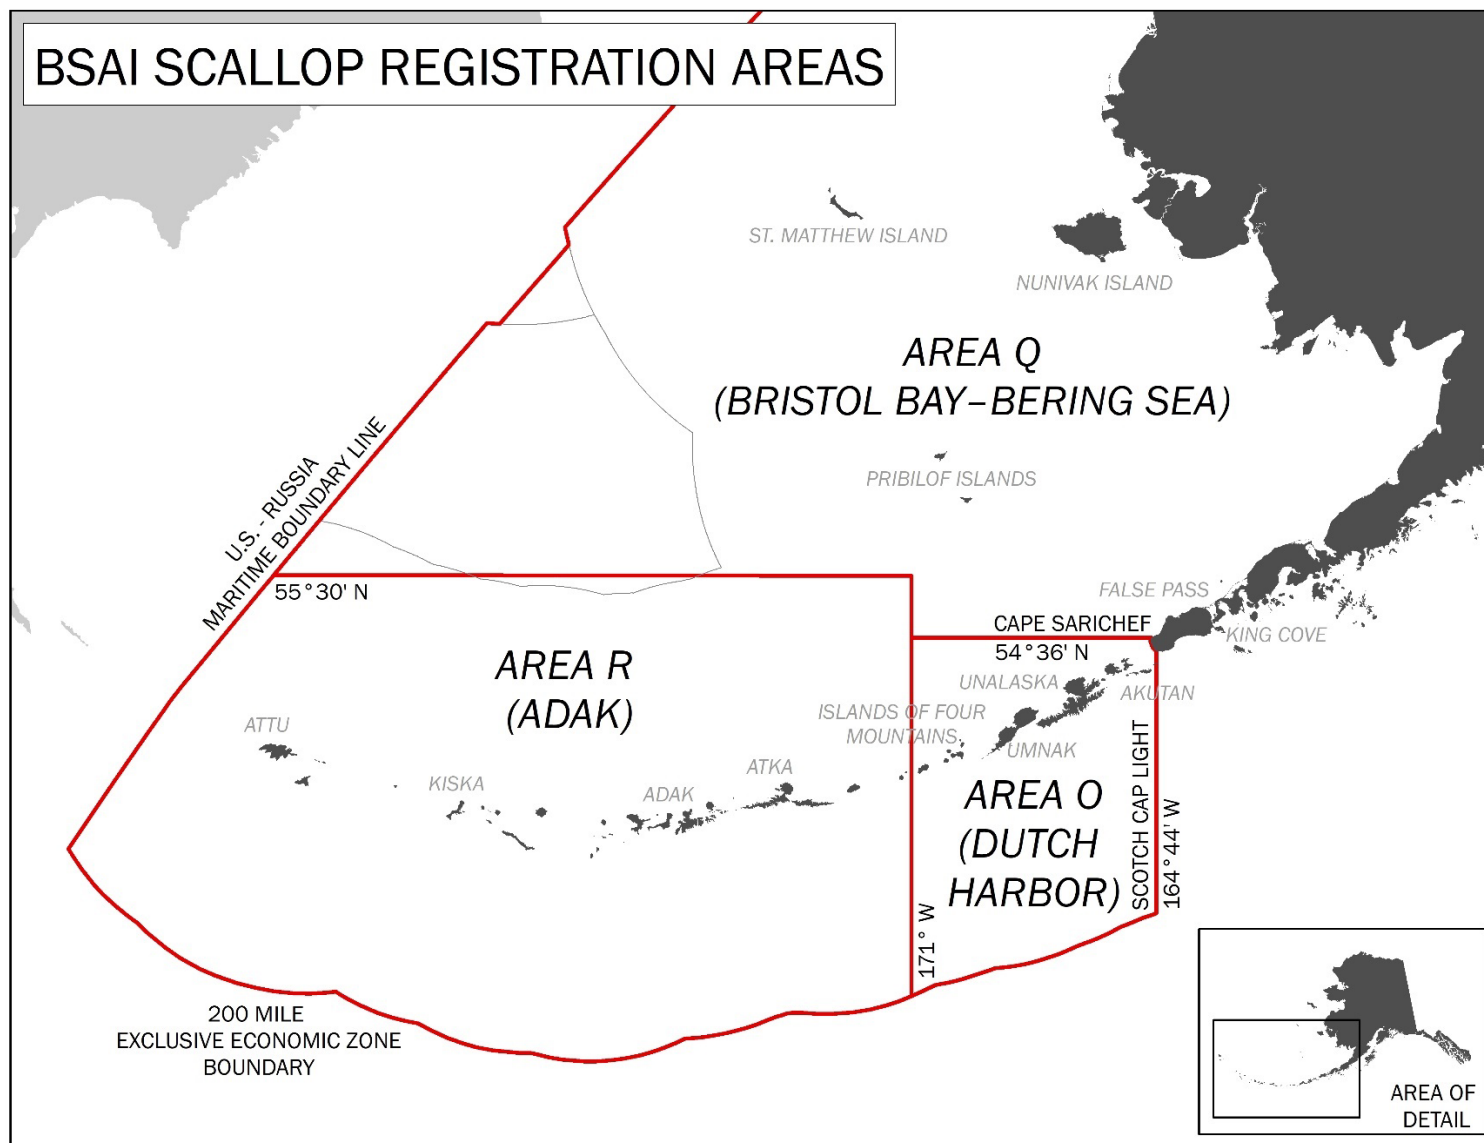 BSAI SCALLOP REGISTRATION AREAS
ST. MATTHEW ISLAND
NUNIVAK ISLAND
AREA Q
(BRISTOL BAY–BERING SEA)
PRIBILOF ISLANDS
U.S. - RUSSIA
MARITIME BOUNDARY LINE
55°30' N
FALSE PASS
CAPE SARICHEF
KING COVE
54°36' N
AREA R
(ADAK)
UNALASKA
AKUTAN
ISLANDS OF FOUR
MOUNTAINS
UMNAK
ATTU
KISKA
ADAK
ATKA
AREA O
(DUTCH
HARBOR)
SCOTCH CAP LIGHT
164°44' W
171° W
200 MILE
EXCLUSIVE ECONOMIC ZONE
BOUNDARY
AREA OF
DETAIL